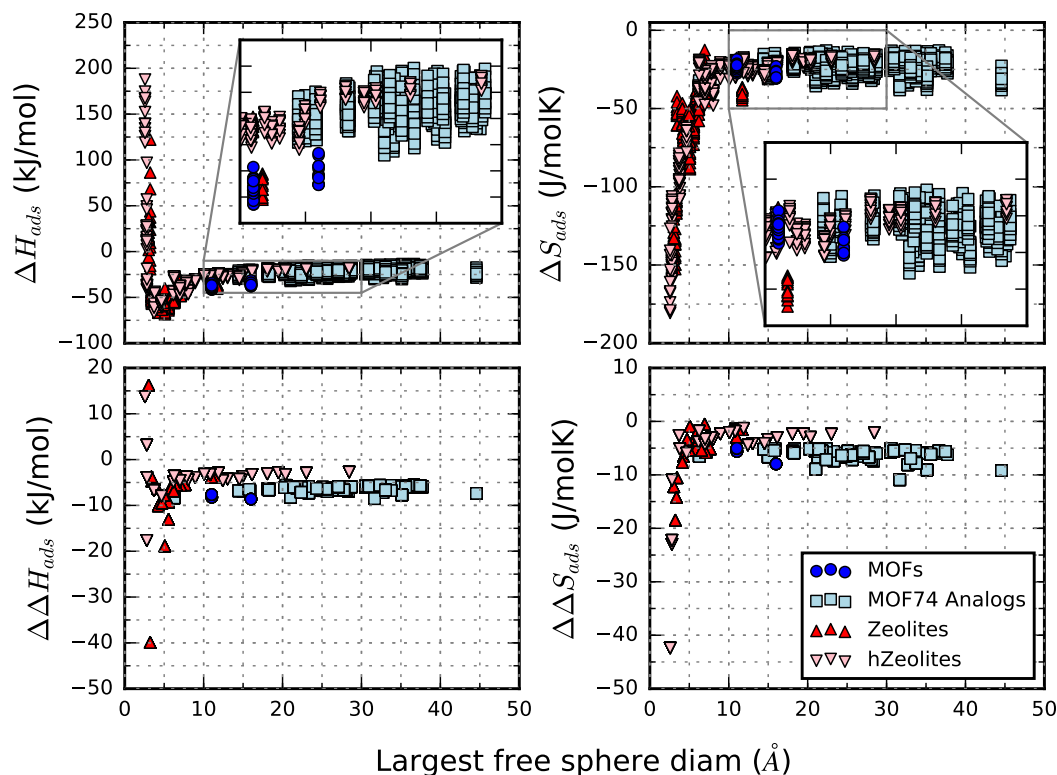 250
200
150
100
50
0
−50
−100
ΔH_ads (kJ/mol)
0
−50
−100
−150
−200
ΔS_ads (J/molK)
20
10
0
−10
−20
−30
−40
−50
0 10 20 30 40 50
ΔΔH_ads (kJ/mol)
10
0
−10
−20
−30
−40
−50
0 10 20 30 40 50
ΔΔS_ads (J/molK)
MOFs
MOF74 Analogs
Zeolites
hZeolites
Largest free sphere diam (Å)